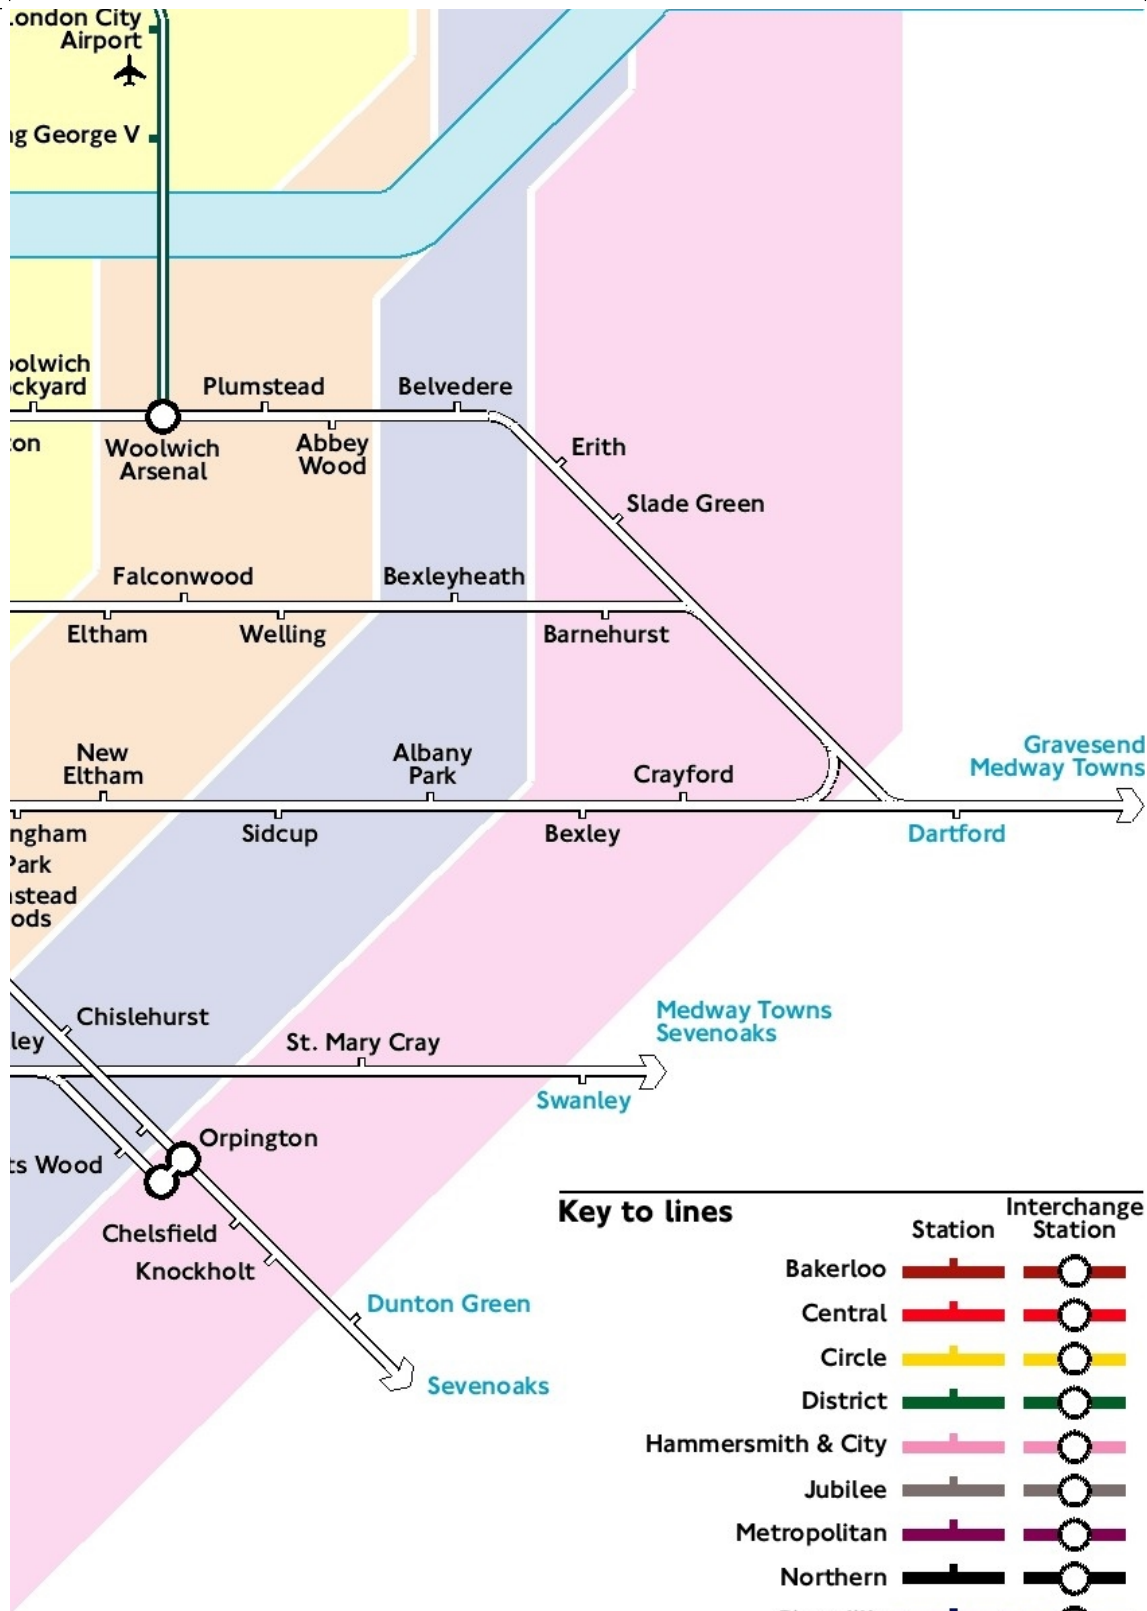 London City
Airport
George V
Plumstead
Belvedere
Woolwich
Arsenal
Abbey
Wood
Erith
Slade Green
Falconwood
Bexleyheath
Eltham
Welling
Barnehurst
New
Eltham
Albany
Park
Crayford
Gravesend
Medway Towns
Sidcup
Bexley
Dartford
Park
Chislehurst
St. Mary Cray
Medway Towns
Sevenoaks
Swanley
Orpington
Wood
Chelsfield
Knockholt
Dunton Green
Sevenoaks
Key to lines
Station
Interchange
Station
Bakerloo
Central
Circle
District
Hammersmith & City
Jubilee
Metropolitan
Northern